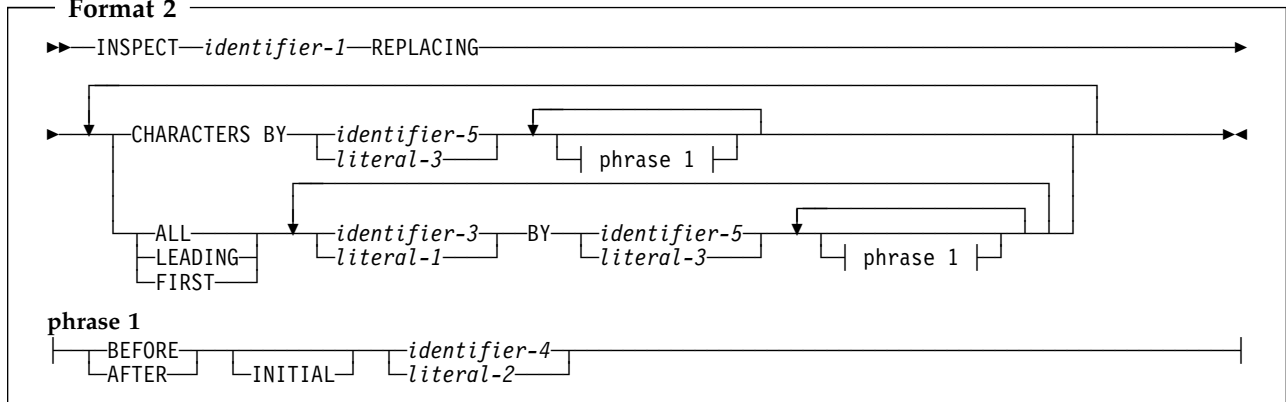 Format 2
INSPECT identifier-1 REPLACING
CHARACTERS BY identifier-5
literal-3
phrase 1
ALL identifier-3 BY identifier-5
LEADING literal-1 literal-3 phrase 1
FIRST
phrase 1
BEFORE identifier-4
AFTER INITIAL literal-2